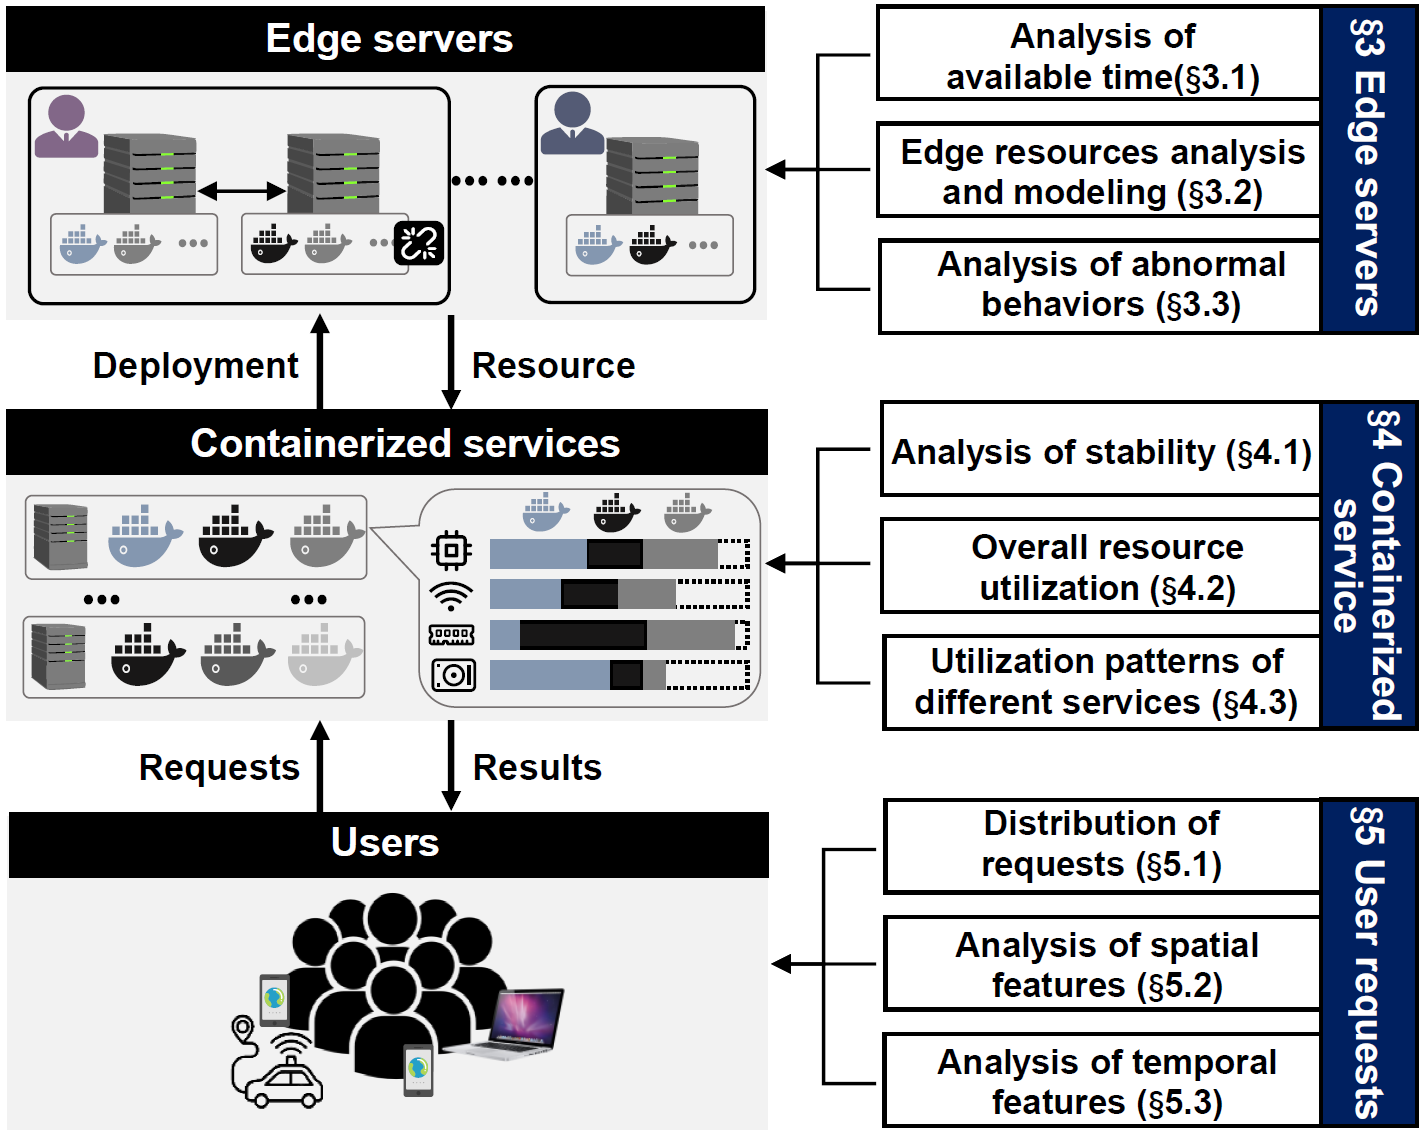 Edge servers
Analysis of
available time(§3.1)
Edge resources analysis
and modeling (§3.2)
Analysis of abnormal
behaviors (§3.3)
§3 Edge servers
Deployment
Resource
Containerized services
Analysis of stability (§4.1)
Overall resource
utilization (§4.2)
Utilization patterns of
different services (§4.3)
§4 Containerized
service
Requests
Results
Users
Distribution of
requests (§5.1)
Analysis of spatial
features (§5.2)
Analysis of temporal
features (§5.3)
§5 User requests